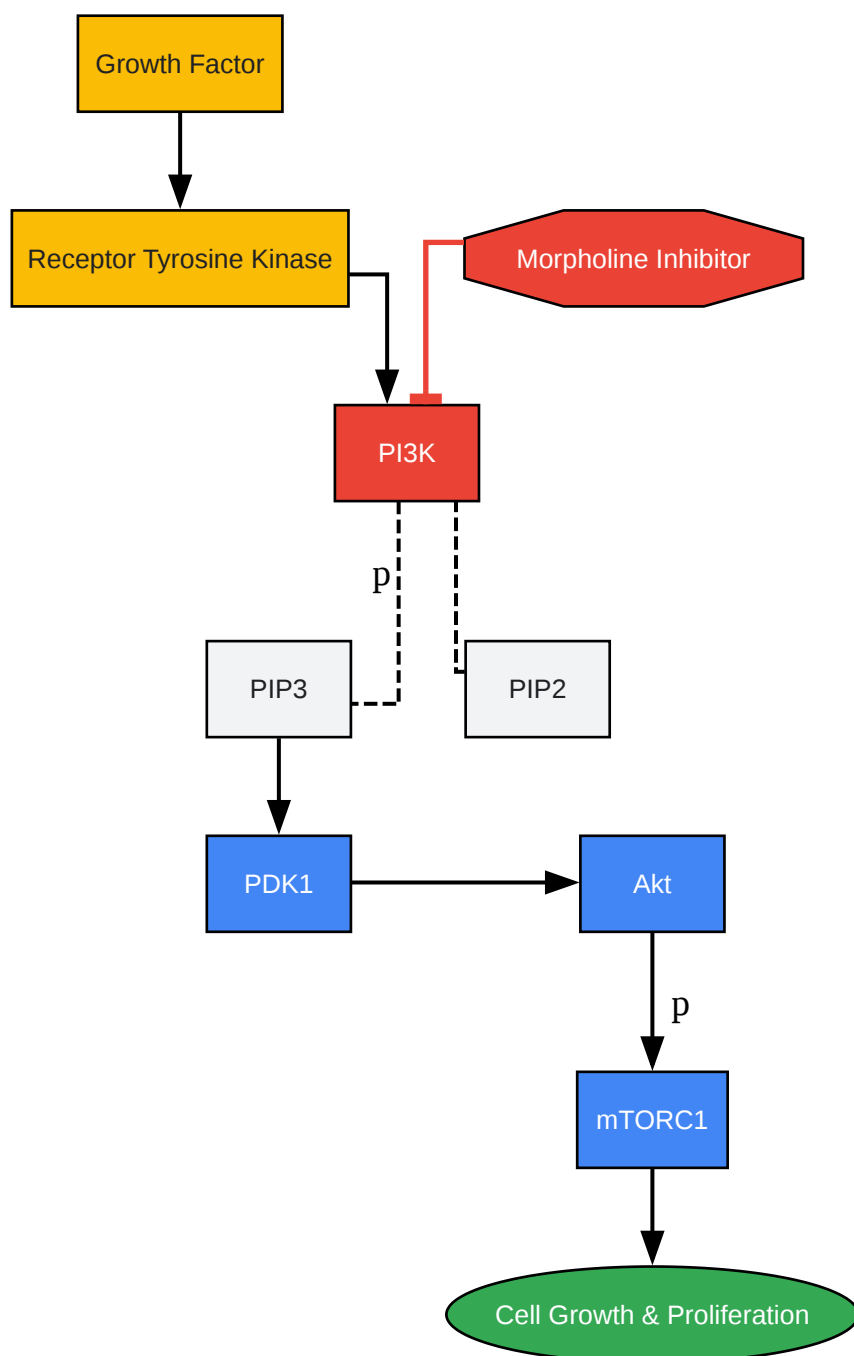 Growth Factor
Receptor Tyrosine Kinase
Morpholine Inhibitor
PI3K
p
PIP3
PIP2
PDK1
Akt
p
mTORC1
Cell Growth & Proliferation